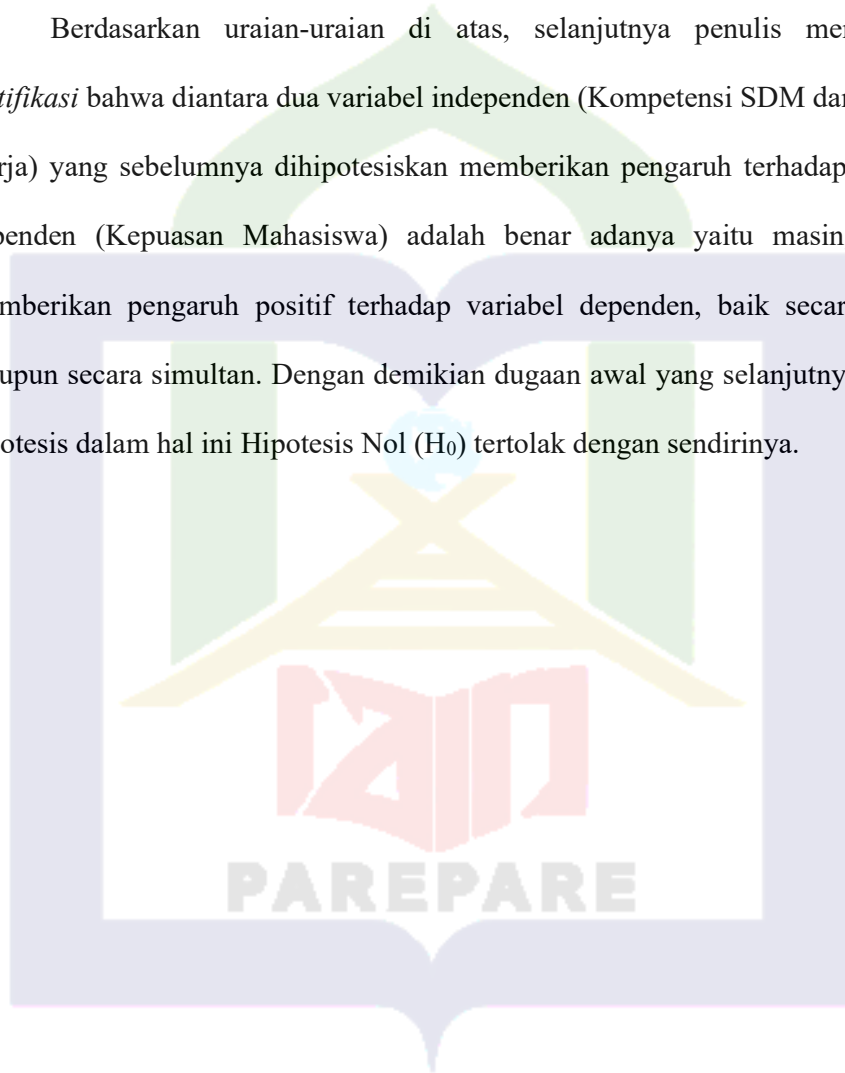 Berdasarkan uraian-uraian di atas, selanjutnya penulis mer
tifikasi bahwa diantara dua variabel independen (Kompetensi SDM dan
rja) yang sebelumnya dihipotesiskan memberikan pengaruh terhadap
penden (Kepuasan Mahasiswa) adalah benar adanya yaitu masin
mberikan pengaruh positif terhadap variabel dependen, baik secar
upun secara simultan. Dengan demikian dugaan awal yang selanjutny
otesis dalam hal ini Hipotesis Nol (H₀) tertolak dengan sendirinya.
iain
PAREPARE